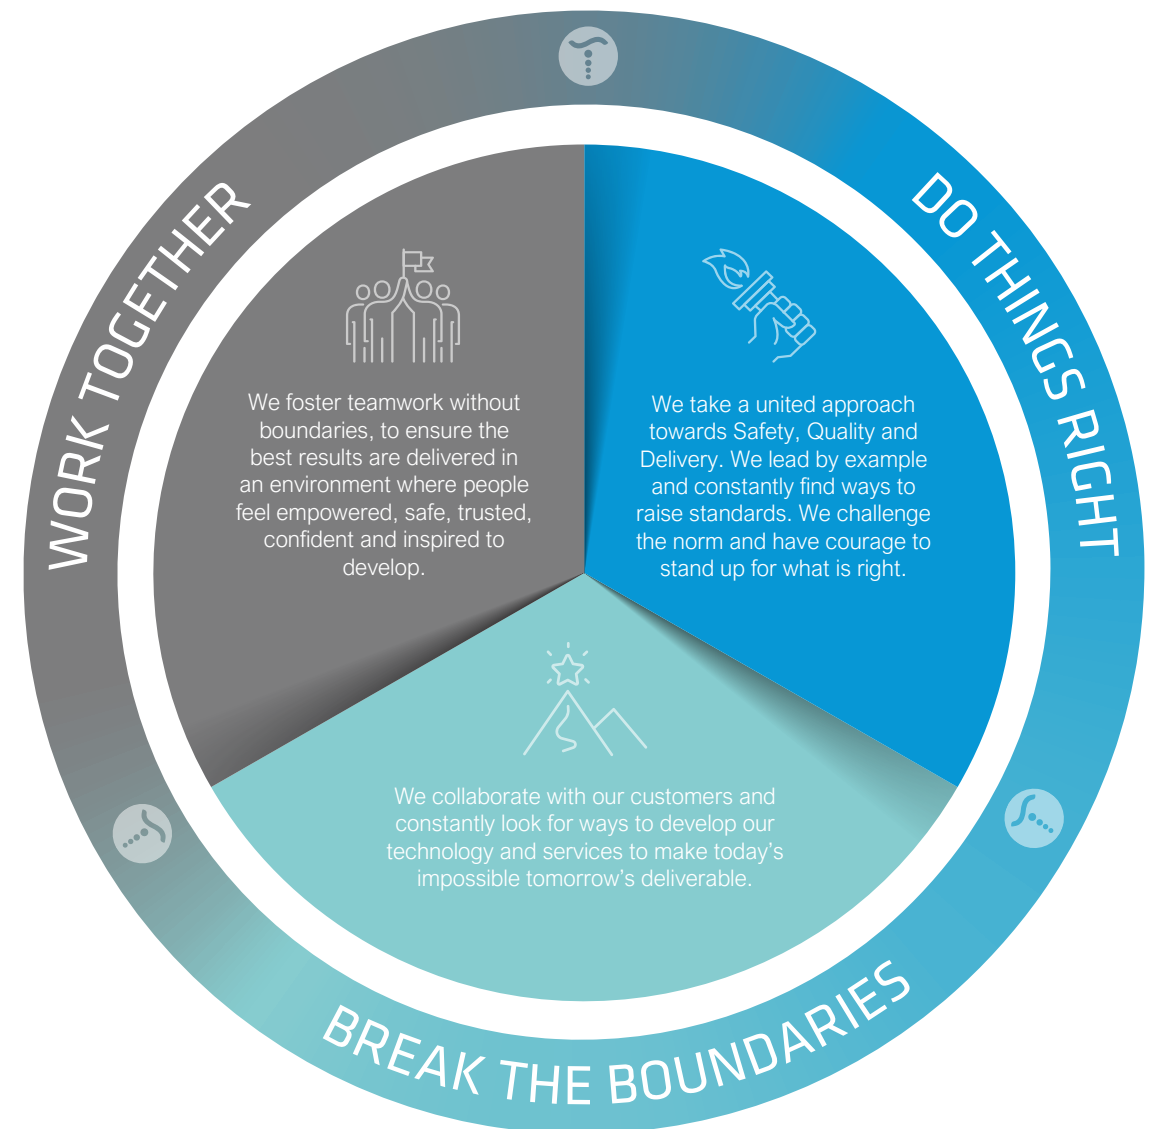 WORK TOGETHER
We foster teamwork without
boundaries, to ensure the
best results are delivered in
an environment where people
feel empowered, safe, trusted,
confident and inspired to
develop.
DO THINGS RIGHT
We take a united approach
towards Safety, Quality and
Delivery. We lead by example
and constantly find ways to
raise standards. We challenge
the norm and have courage to
stand up for what is right.
We collaborate with our customers and
constantly look for ways to develop our
technology and services to make today's
impossible tomorrow's deliverable.
BREAK THE BOUNDARIES